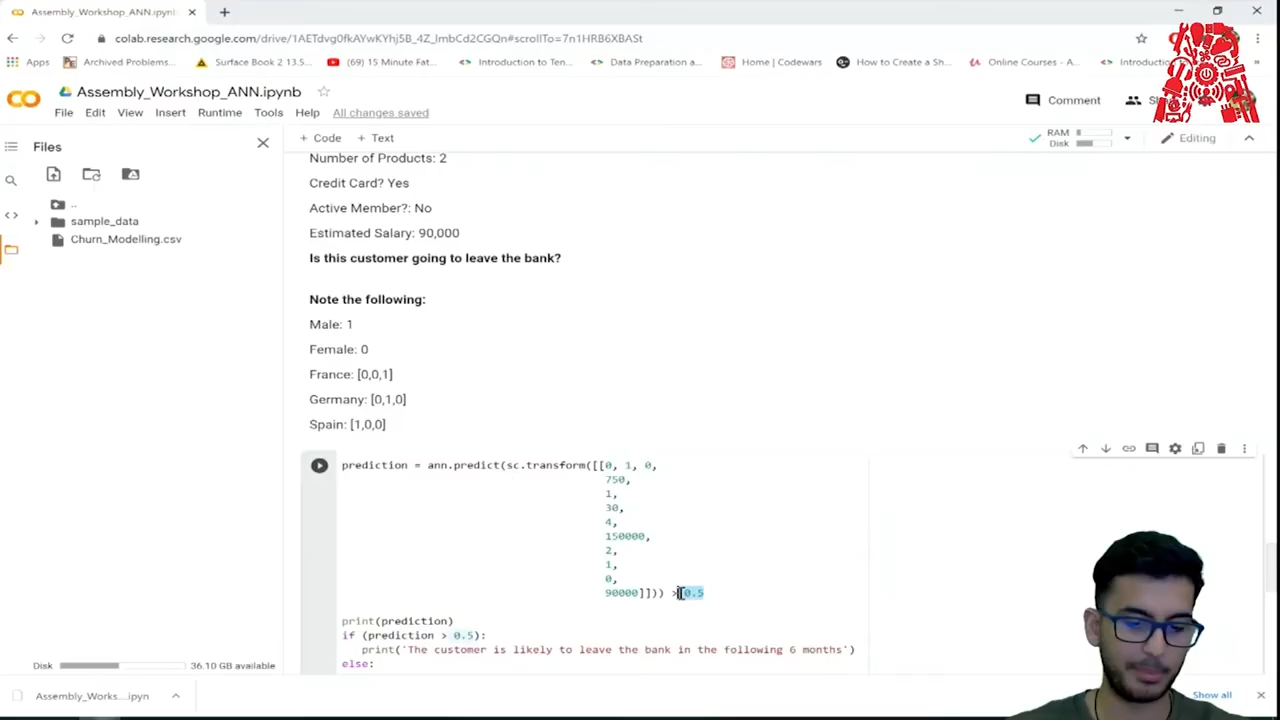 Assembly_Workshop_ANN.ipynb
colab.research.google.com/drive/1AETdvg0fkAYwKYhj5B_4Z_ImbCd2CGQn#scrollTo=7n1HRB6XBASt
Apps
Archived Problems...
Surface Book 2 13.5...
(69) 15 Minute Fat...
Introduction to Ten...
Data Preparation a...
Home | Codewars
How to Create a Sh...
Online Courses - A...
Assembly_Workshop_ANN.ipynb
Comment
File Edit View Insert Runtime Tools Help All changes saved
Files
+ Code + Text
RAM
Disk
Editing
..
sample_data
Churn_Modelling.csv
Number of Products: 2
Credit Card? Yes
Active Member?: No
Estimated Salary: 90,000
Is this customer going to leave the bank?
Note the following:
Male: 1
Female: 0
France: [0,0,1]
Germany: [0,1,0]
Spain: [1,0,0]
prediction = ann.predict(sc.transform([[0, 1, 0,
750,
1,
30,
4,
150000,
2,
1,
0,
90000]])) > 0.5
print(prediction)
if (prediction > 0.5):
print('The customer is likely to leave the bank in the following 6 months')
else:
Disk
36.10 GB available
Assembly_Works....ipyn
Show all